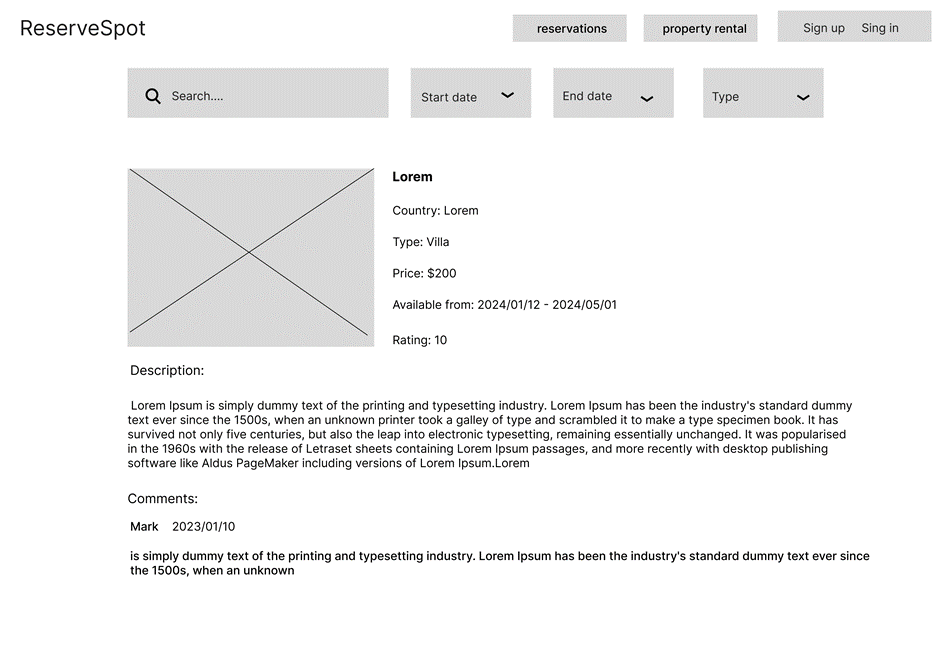 ReserveSpot
reservations
property rental
Sign up Sing in
Search....
Start date
End date
Type
Lorem
Country: Lorem
Type: Villa
Price: $200
Available from: 2024/01/12 - 2024/05/01
Rating: 10
Description:
Lorem Ipsum is simply dummy text of the printing and typesetting industry. Lorem Ipsum has been the industry's standard dummy
text ever since the 1500s, when an unknown printer took a galley of type and scrambled it to make a type specimen book. It has
survived not only five centuries, but also the leap into electronic typesetting, remaining essentially unchanged. It was popularised
in the 1960s with the release of Letraset sheets containing Lorem Ipsum passages, and more recently with desktop publishing
software like Aldus PageMaker including versions of Lorem Ipsum.Lorem
Comments:
Mark 2023/01/10
is simply dummy text of the printing and typesetting industry. Lorem Ipsum has been the industry's standard dummy text ever since
the 1500s, when an unknown